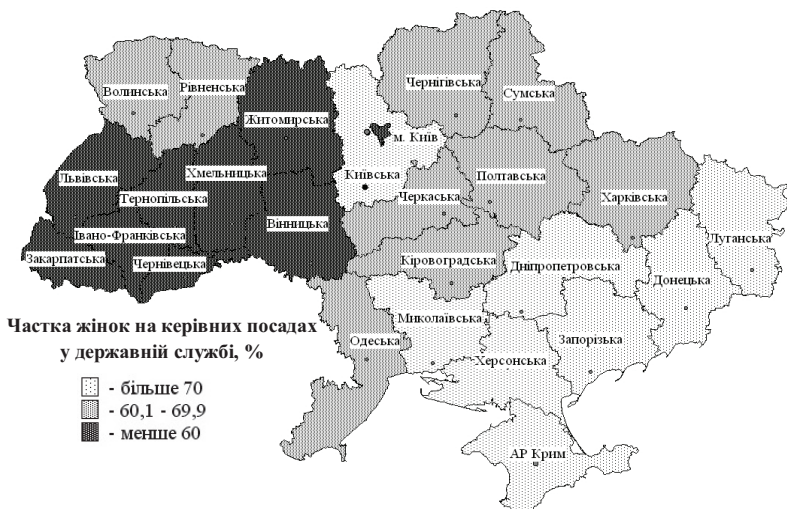 Волинська
Рівненська
Житомирська
Чернігівська
Сумська
м. Київ
Київська
Львівська
Хмельницька
Тернопільська
Полтавська
Черкаська
Харківська
Івано-Франківська
Вінницька
Закарпатська
Чернівецька
Кіровоградська
Дніпропетровська
Луганська
Донецька
Миколаївська
Одеська
Запорізька
Херсонська
АР Крим
Частка жінок на керівних посадах
у державній службі, %
- більше 70
- 60,1 - 69,9
- менше 60